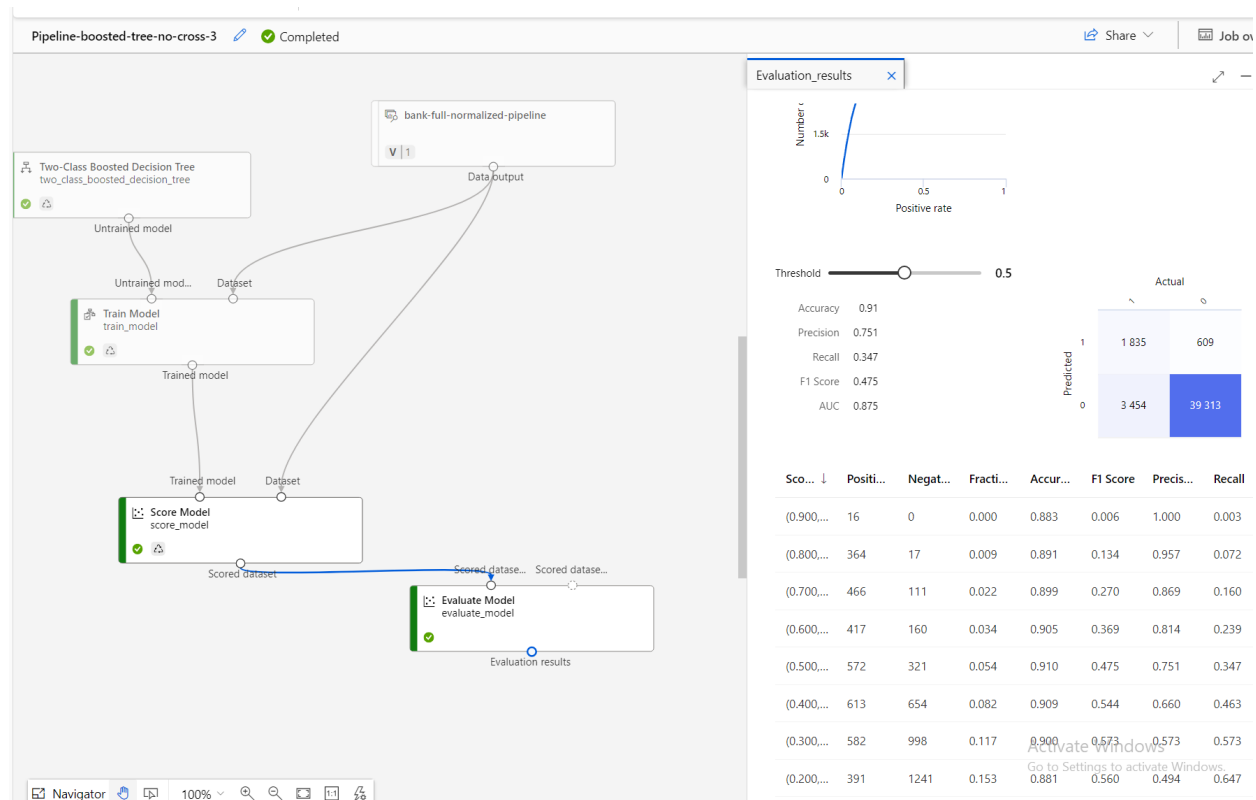 Pipeline-boosted-tree-no-cross-3 Completed
Share
Job ov
bank-full-normalized-pipeline
V 1
Data output
Two-Class Boosted Decision Tree
two_class_boosted_decision_tree
Untrained model
Untrained mod... Dataset
Train Model
train_model
Trained model
Trained model Dataset
Score Model
score_model
Scored dataset
Scored datase... Scored datase...
Evaluate Model
evaluate_model
Evaluation results
Navigator 100% 1:1
Evaluation_results
Number o
1.5k
0
0 0.5 1
Positive rate
Threshold 0.5
Accuracy 0.91
Precision 0.751
Recall 0.347
F1 Score 0.475
AUC 0.875
Actual
1 0
Predicted
1 1 835 609
0 3 454 39 313
Sco... ↓ Positi... Negat... Fracti... Accur... F1 Score Precis... Recall
(0.900,... 16 0 0.000 0.883 0.006 1.000 0.003
(0.800,... 364 17 0.009 0.891 0.134 0.957 0.072
(0.700,... 466 111 0.022 0.899 0.270 0.869 0.160
(0.600,... 417 160 0.034 0.905 0.369 0.814 0.239
(0.500,... 572 321 0.054 0.910 0.475 0.751 0.347
(0.400,... 613 654 0.082 0.909 0.544 0.660 0.463
(0.300,... 582 998 0.117 0.900 0.573 0.573 0.573
(0.200,... 391 1241 0.153 0.881 0.560 0.494 0.647
Activate Windows
Go to Settings to activate Windows.